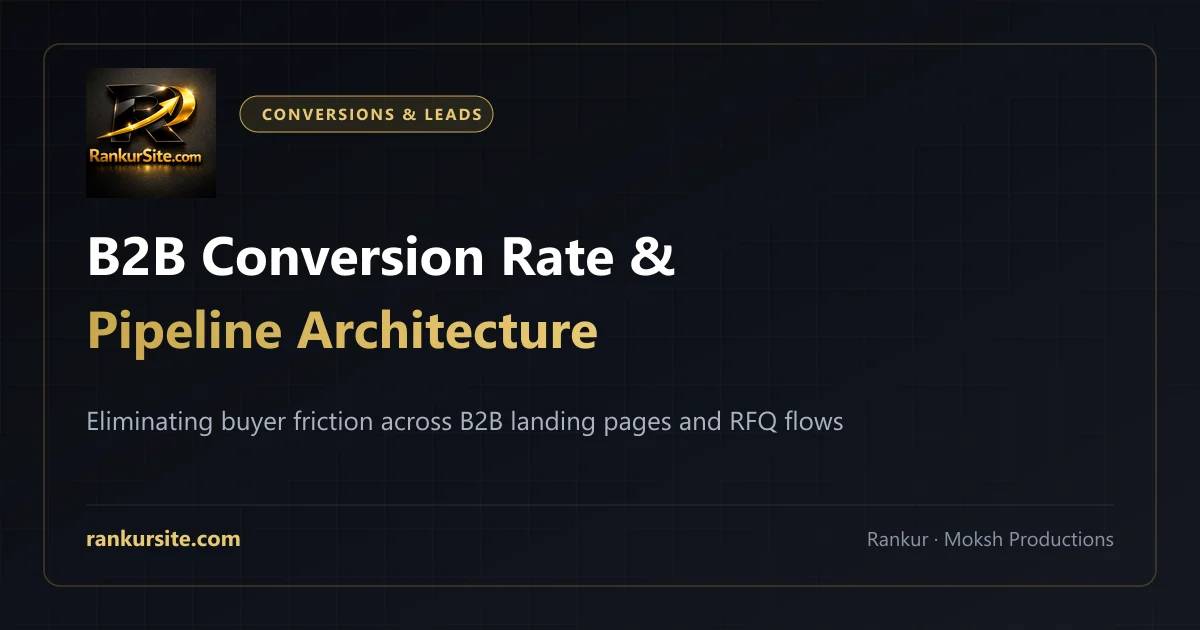 RankurSite.com
CONVERSIONS & LEADS
B2B Conversion Rate &
Pipeline Architecture
Eliminating buyer friction across B2B landing pages and RFQ flows
rankursite.com
Rankur · Moksh Productions